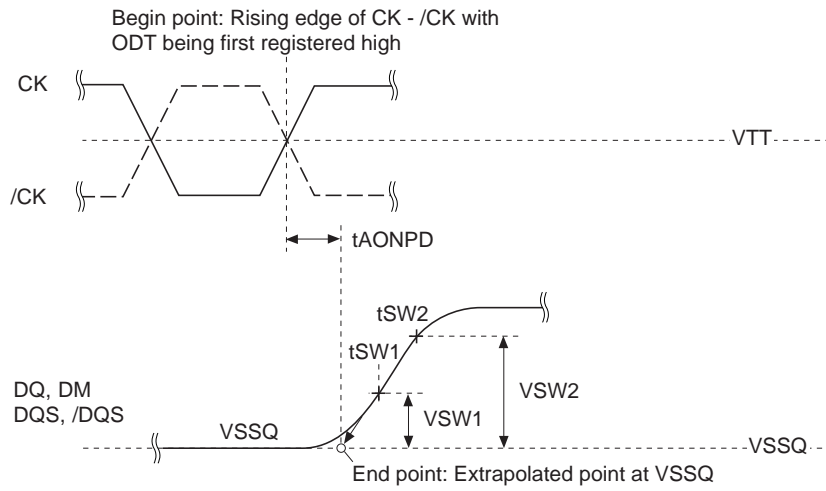 Begin point: Rising edge of CK - /CK with
ODT being first registered high
CK
VTT
/CK
tAONPD
tSW2
tSW1
DQ, DM
DQS, /DQS
VSW2
VSW1
VSSQ
VSSQ
End point: Extrapolated point at VSSQ